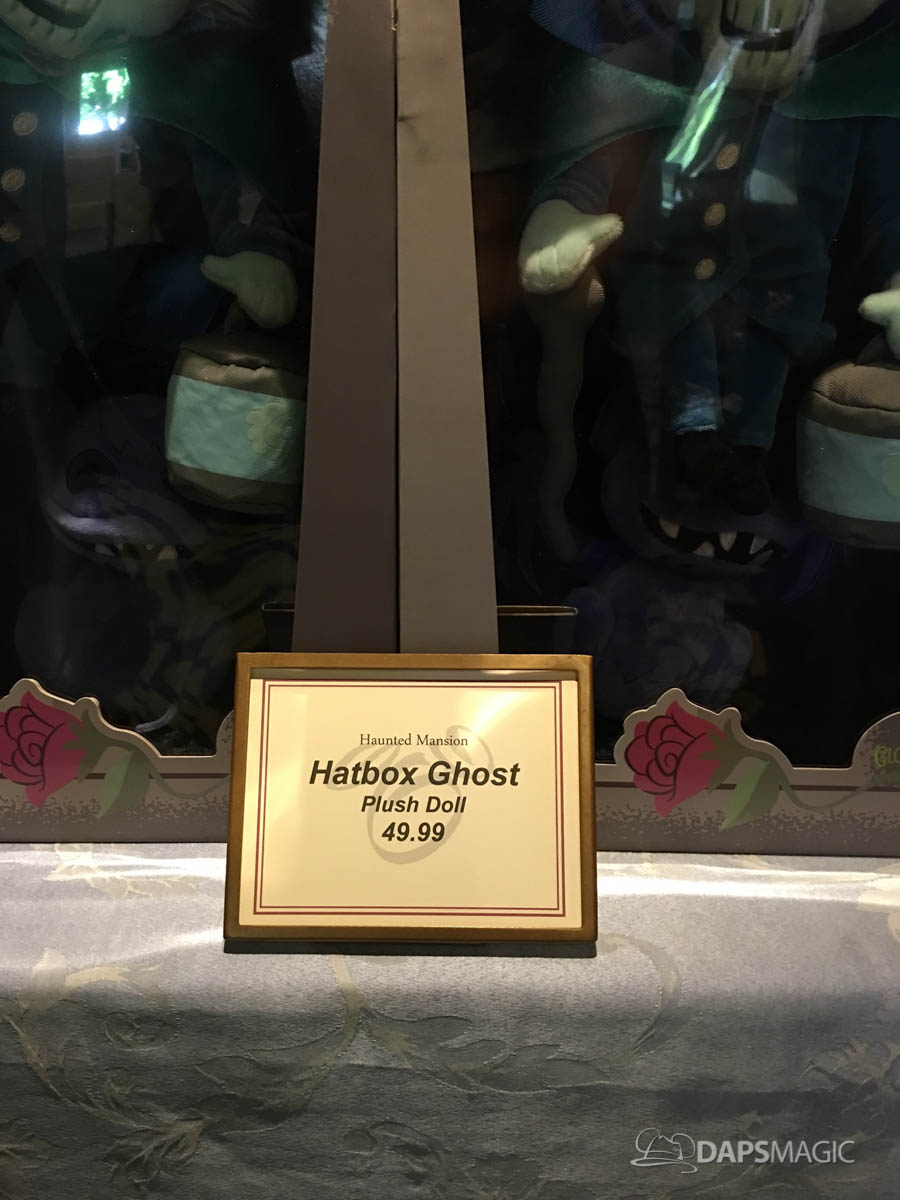 Haunted Mansion
Hatbox Ghost
Plush Doll
49.99
DAPSMAGIC